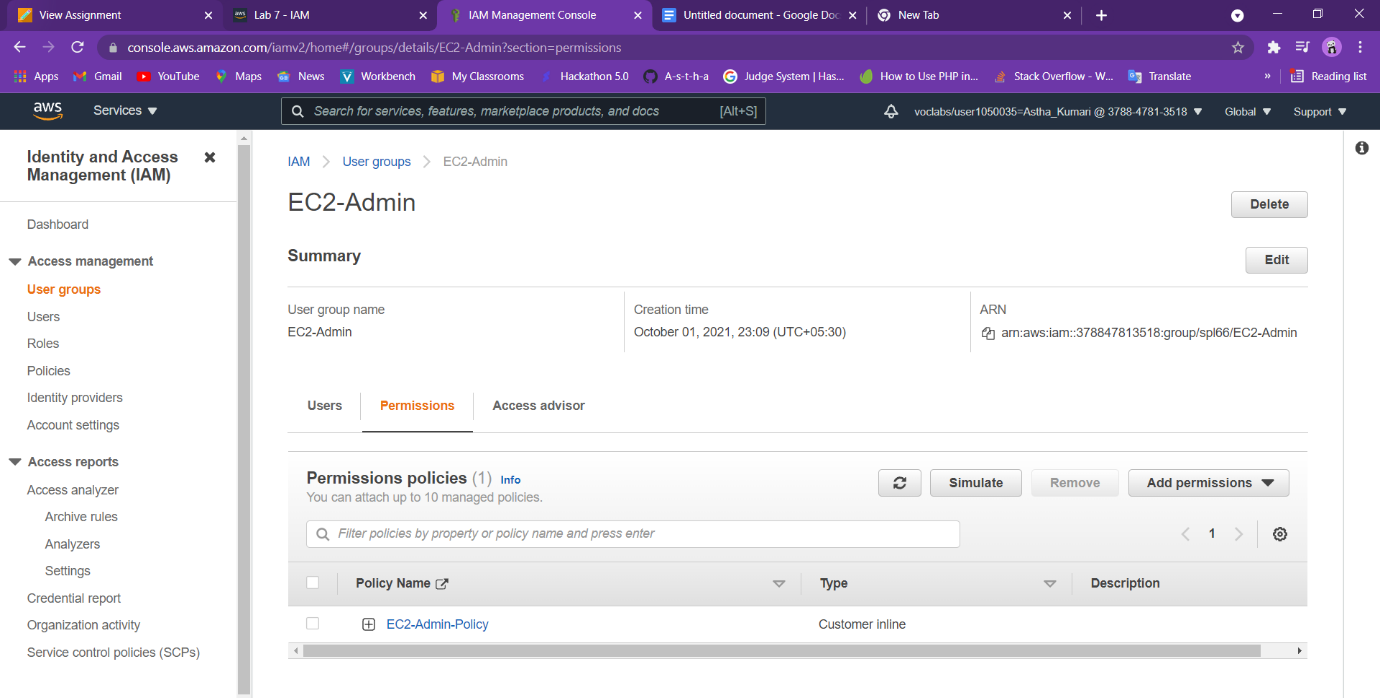 View Assignment
Lab 7 - IAM
IAM Management Console
Untitled document - Google Doc
New Tab
console.aws.amazon.com/iamv2/home#/groups/details/EC2-Admin?section=permissions
Apps Gmail YouTube Maps News Workbench My Classrooms Hackathon 5.0 A-s-t-h-a Judge System | Has... How to Use PHP in... Stack Overflow - W... Translate » Reading list
aws Services Search for services, features, marketplace products, and docs [Alt+S] voclabs/user1050035=Astha_Kumari @ 3788-4781-3518 Global Support
Identity and Access
Management (IAM)
Dashboard
Access management
User groups
Users
Roles
Policies
Identity providers
Account settings
Access reports
Access analyzer
Archive rules
Analyzers
Settings
Credential report
Organization activity
Service control policies (SCPs)
IAM > User groups > EC2-Admin
EC2-Admin
Delete
Summary
Edit
User group name
EC2-Admin
Creation time
October 01, 2021, 23:09 (UTC+05:30)
ARN
arn:aws:iam::378847813518:group/spl66/EC2-Admin
Users Permissions Access advisor
Permissions policies (1) Info
You can attach up to 10 managed policies.
Simulate Remove Add permissions
Filter policies by property or policy name and press enter
1
Policy Name Type Description
EC2-Admin-Policy Customer inline